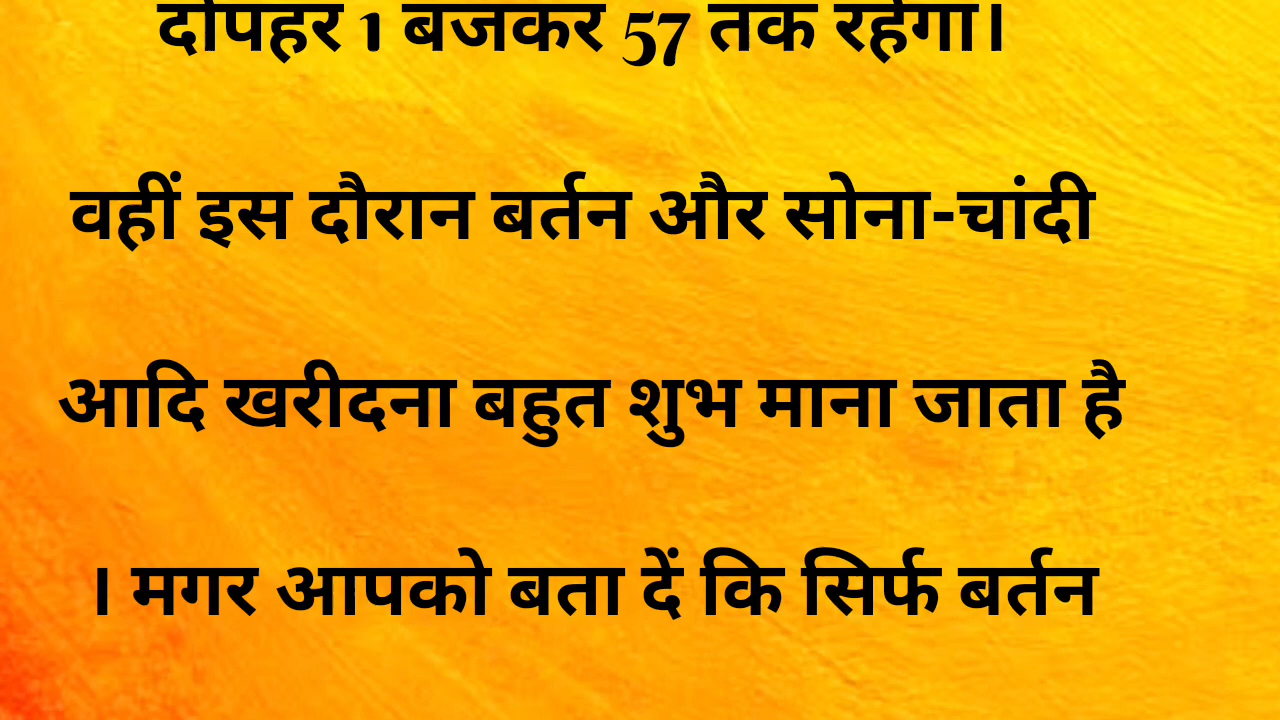 दोपहर 1 बजकर 57 तक रहेगा।
वहीं इस दौरान बर्तन और सोना-चांदी
आदि खरीदना बहुत शुभ माना जाता है
। मगर आपको बता दें कि सिर्फ बर्तन